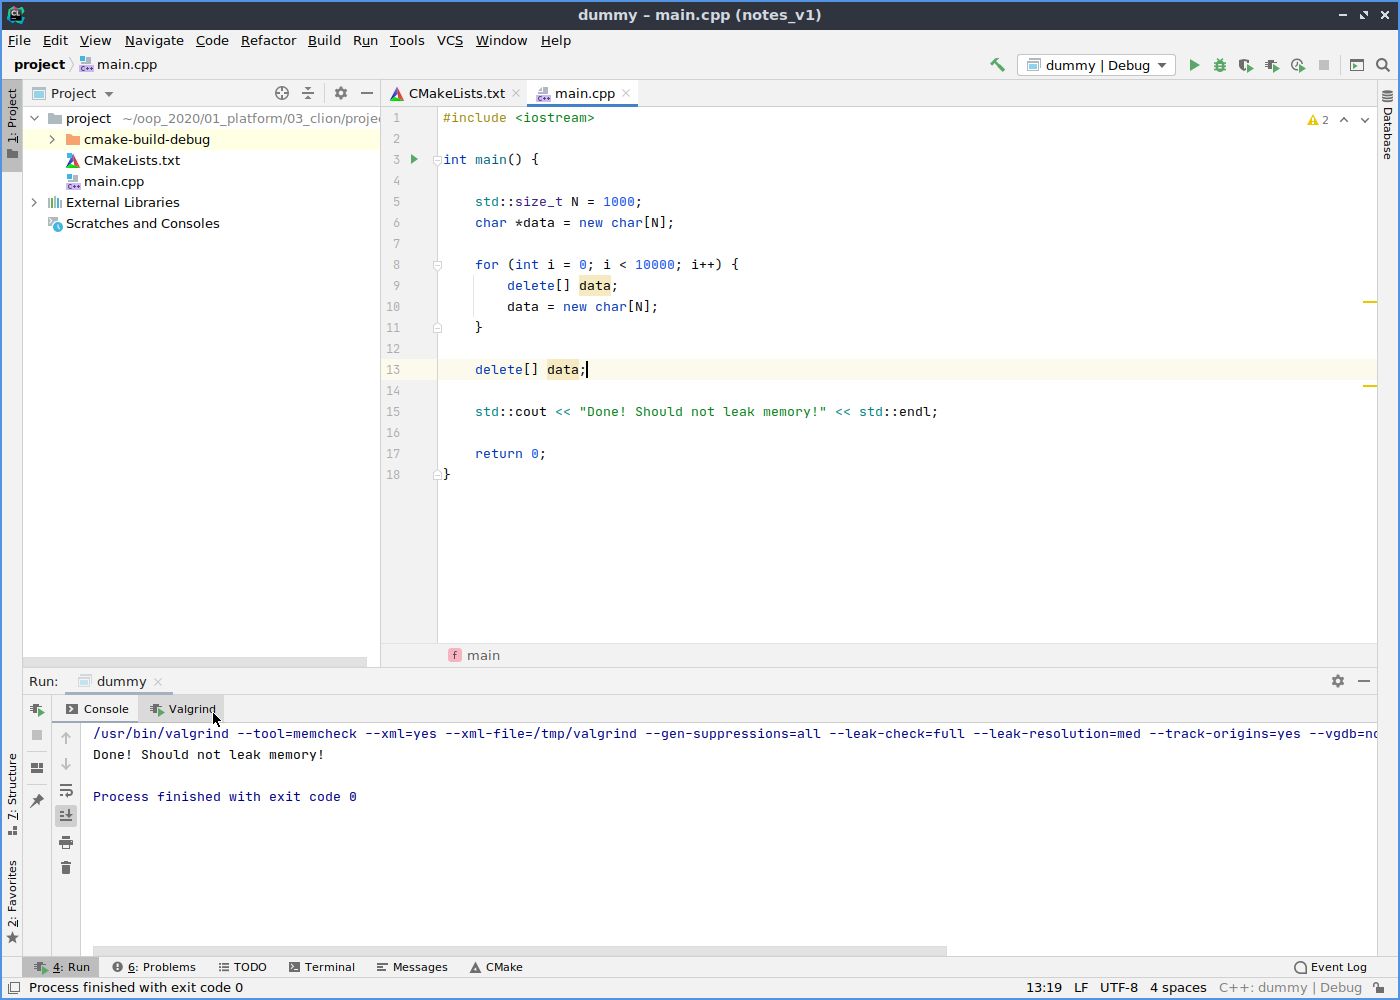 dummy – main.cpp (notes_v1)
File Edit View Navigate Code Refactor Build Run Tools VCS Window Help
project main.cpp
dummy | Debug
1: Project
Project
CMakeLists.txt
main.cpp
project ~/oop_2020/01_platform/03_clion/projec
cmake-build-debug
CMakeLists.txt
main.cpp
External Libraries
Scratches and Consoles
2
Database
1 #include <iostream>
2
3 int main() {
4
5 std::size_t N = 1000;
6 char *data = new char[N];
7
8 for (int i = 0; i < 10000; i++) {
9 delete[] data;
10 data = new char[N];
11 }
12
13 delete[] data;
14
15 std::cout << "Done! Should not leak memory!" << std::endl;
16
17 return 0;
18 }
f main
Run: dummy
Console Valgrind
/usr/bin/valgrind --tool=memcheck --xml=yes --xml-file=/tmp/valgrind --gen-suppressions=all --leak-check=full --leak-resolution=med --track-origins=yes --vgdb=no
Done! Should not leak memory!
Process finished with exit code 0
7: Structure
2: Favorites
4: Run 6: Problems TODO Terminal Messages CMake Event Log
Process finished with exit code 0 13:19 LF UTF-8 4 spaces C++: dummy | Debug